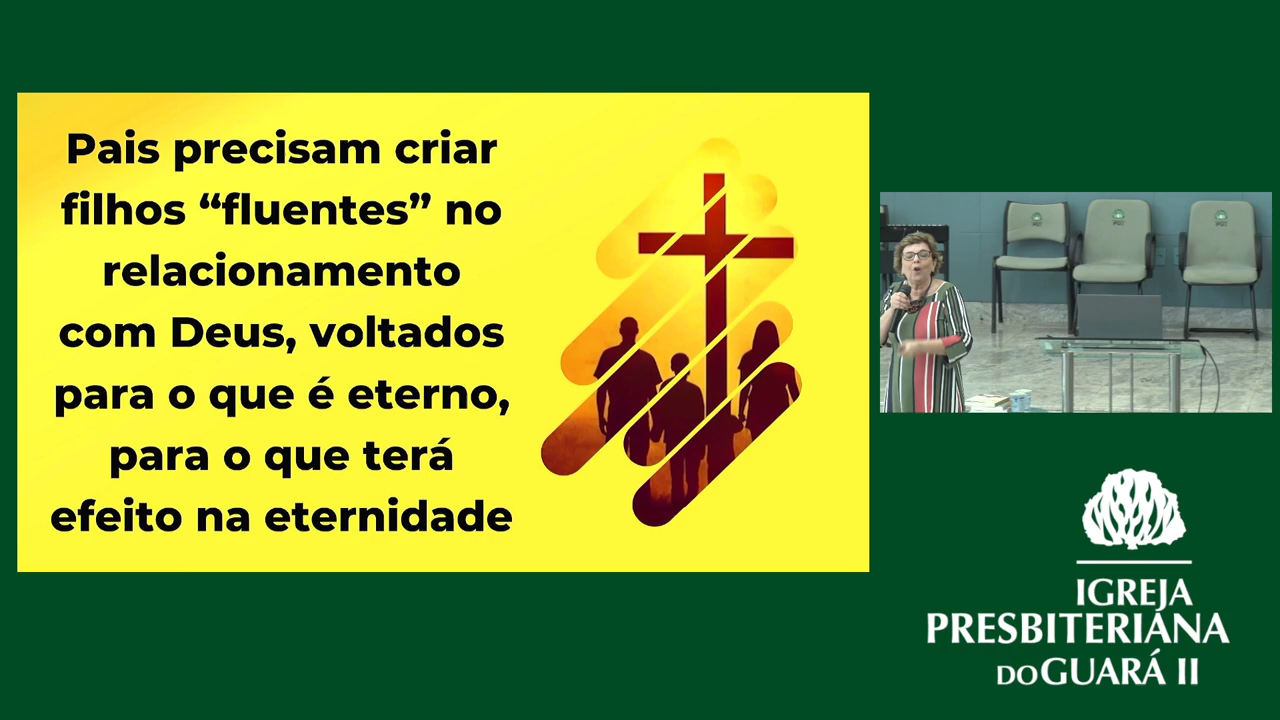 Pais precisam criar
filhos “fluentes” no
relacionamento
com Deus, voltados
para o que é eterno,
para o que terá
efeito na eternidade
IGREJA
PRESBITERIANA
DO GUARÁ II